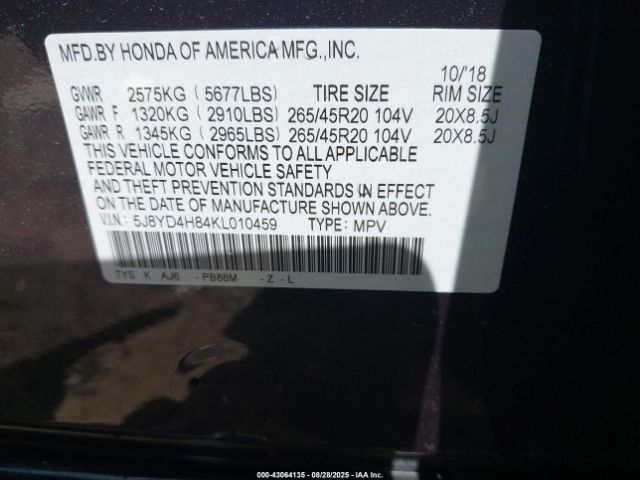 MFD.BY HONDA OF AMERICA MFG.,INC.
10/'18
GVWR 2575KG ( 5677LBS) TIRE SIZE RIM SIZE
GAWR F 1320KG ( 2910LBS) 265/45R20 104V 20X8.5J
GAWR R 1345KG ( 2965LBS) 265/45R20 104V 20X8.5J
THIS VEHICLE CONFORMS TO ALL APPLICABLE
FEDERAL MOTOR VEHICLE SAFETY
AND THEFT PREVENTION STANDARDS IN EFFECT
ON THE DATE OF MANUFACTURE SHOWN ABOVE.
V.I.N.: 5J8YD4H84KL010459 TYPE: MPV
TYS K AJ6 - PB88M - Z - L
000-43064135 - 08/28/2025 - IAA Inc.